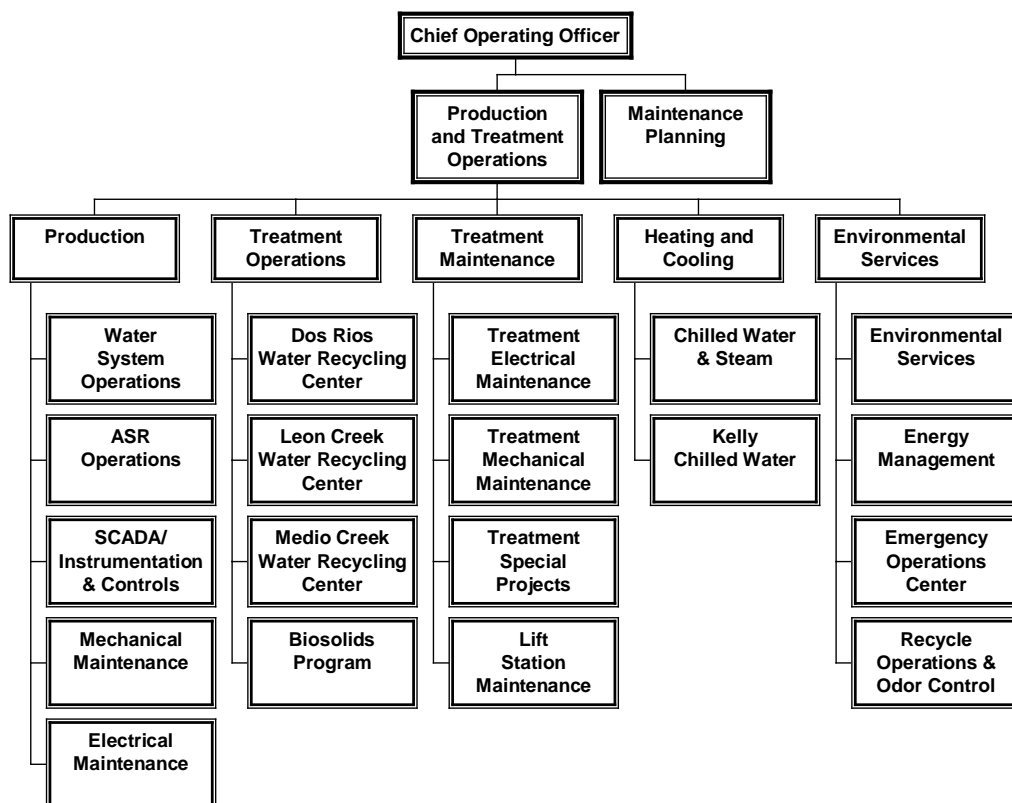 Chief Operating Officer
Production
and Treatment
Operations
Maintenance
Planning
Production
Treatment
Operations
Treatment
Maintenance
Heating and
Cooling
Environmental
Services
Water
System
Operations
Dos Rios
Water Recycling
Center
Treatment
Electrical
Maintenance
Chilled Water
& Steam
Environmental
Services
ASR
Operations
Leon Creek
Water Recycling
Center
Treatment
Mechanical
Maintenance
Kelly
Chilled Water
Energy
Management
SCADA/
Instrumentation
& Controls
Medio Creek
Water Recycling
Center
Treatment
Special
Projects
Emergency
Operations
Center
Mechanical
Maintenance
Biosolids
Program
Lift
Station
Maintenance
Recycle
Operations &
Odor Control
Electrical
Maintenance